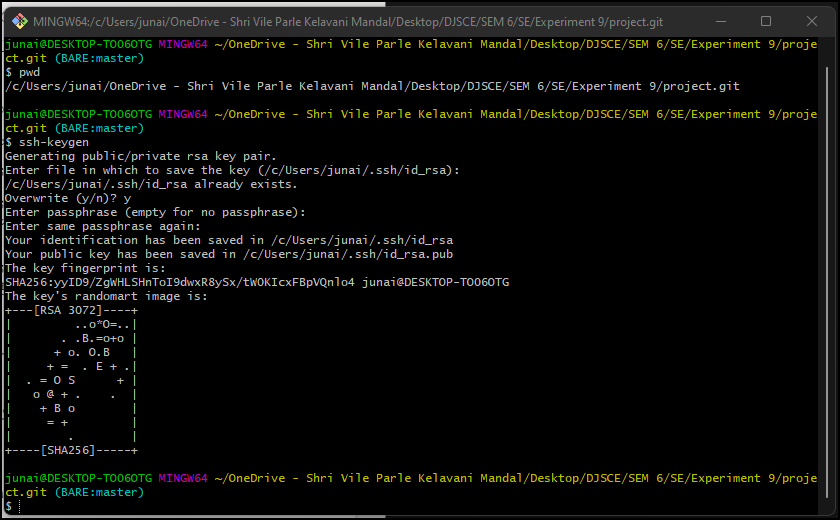 MINGW64:/c/Users/junai/OneDrive - Shri Vile Parle Kelavani Mandal/Desktop/DJSCE/SEM 6/SE/Experiment 9/project.git
junai@DESKTOP-TOO6OTG MINGW64 ~/OneDrive - Shri Vile Parle Kelavani Mandal/Desktop/DJSCE/SEM 6/SE/Experiment 9/proje
ct.git (BARE:master)
$ pwd
/c/Users/junai/OneDrive - Shri Vile Parle Kelavani Mandal/Desktop/DJSCE/SEM 6/SE/Experiment 9/project.git
junai@DESKTOP-TOO6OTG MINGW64 ~/OneDrive - Shri Vile Parle Kelavani Mandal/Desktop/DJSCE/SEM 6/SE/Experiment 9/proje
ct.git (BARE:master)
$ ssh-keygen
Generating public/private rsa key pair.
Enter file in which to save the key (/c/Users/junai/.ssh/id_rsa):
/c/Users/junai/.ssh/id_rsa already exists.
Overwrite (y/n)? y
Enter passphrase (empty for no passphrase):
Enter same passphrase again:
Your identification has been saved in /c/Users/junai/.ssh/id_rsa
Your public key has been saved in /c/Users/junai/.ssh/id_rsa.pub
The key fingerprint is:
SHA256:yyID9/ZgWHLSHnToI9dwxR8ySx/tWOKIcxFBpVQnlo4 junai@DESKTOP-TOO6OTG
The key's randomart image is:
+---[RSA 3072]----+
|         ..o*O=..|
|       . .B.=o+o |
|      + o. O.B   |
|     + =  . E + .|
|  . = O S      + |
|   o @ + .    .  |
|    + B o        |
|     = +         |
|        .        |
+----[SHA256]-----+
junai@DESKTOP-TOO6OTG MINGW64 ~/OneDrive - Shri Vile Parle Kelavani Mandal/Desktop/DJSCE/SEM 6/SE/Experiment 9/proje
ct.git (BARE:master)
$